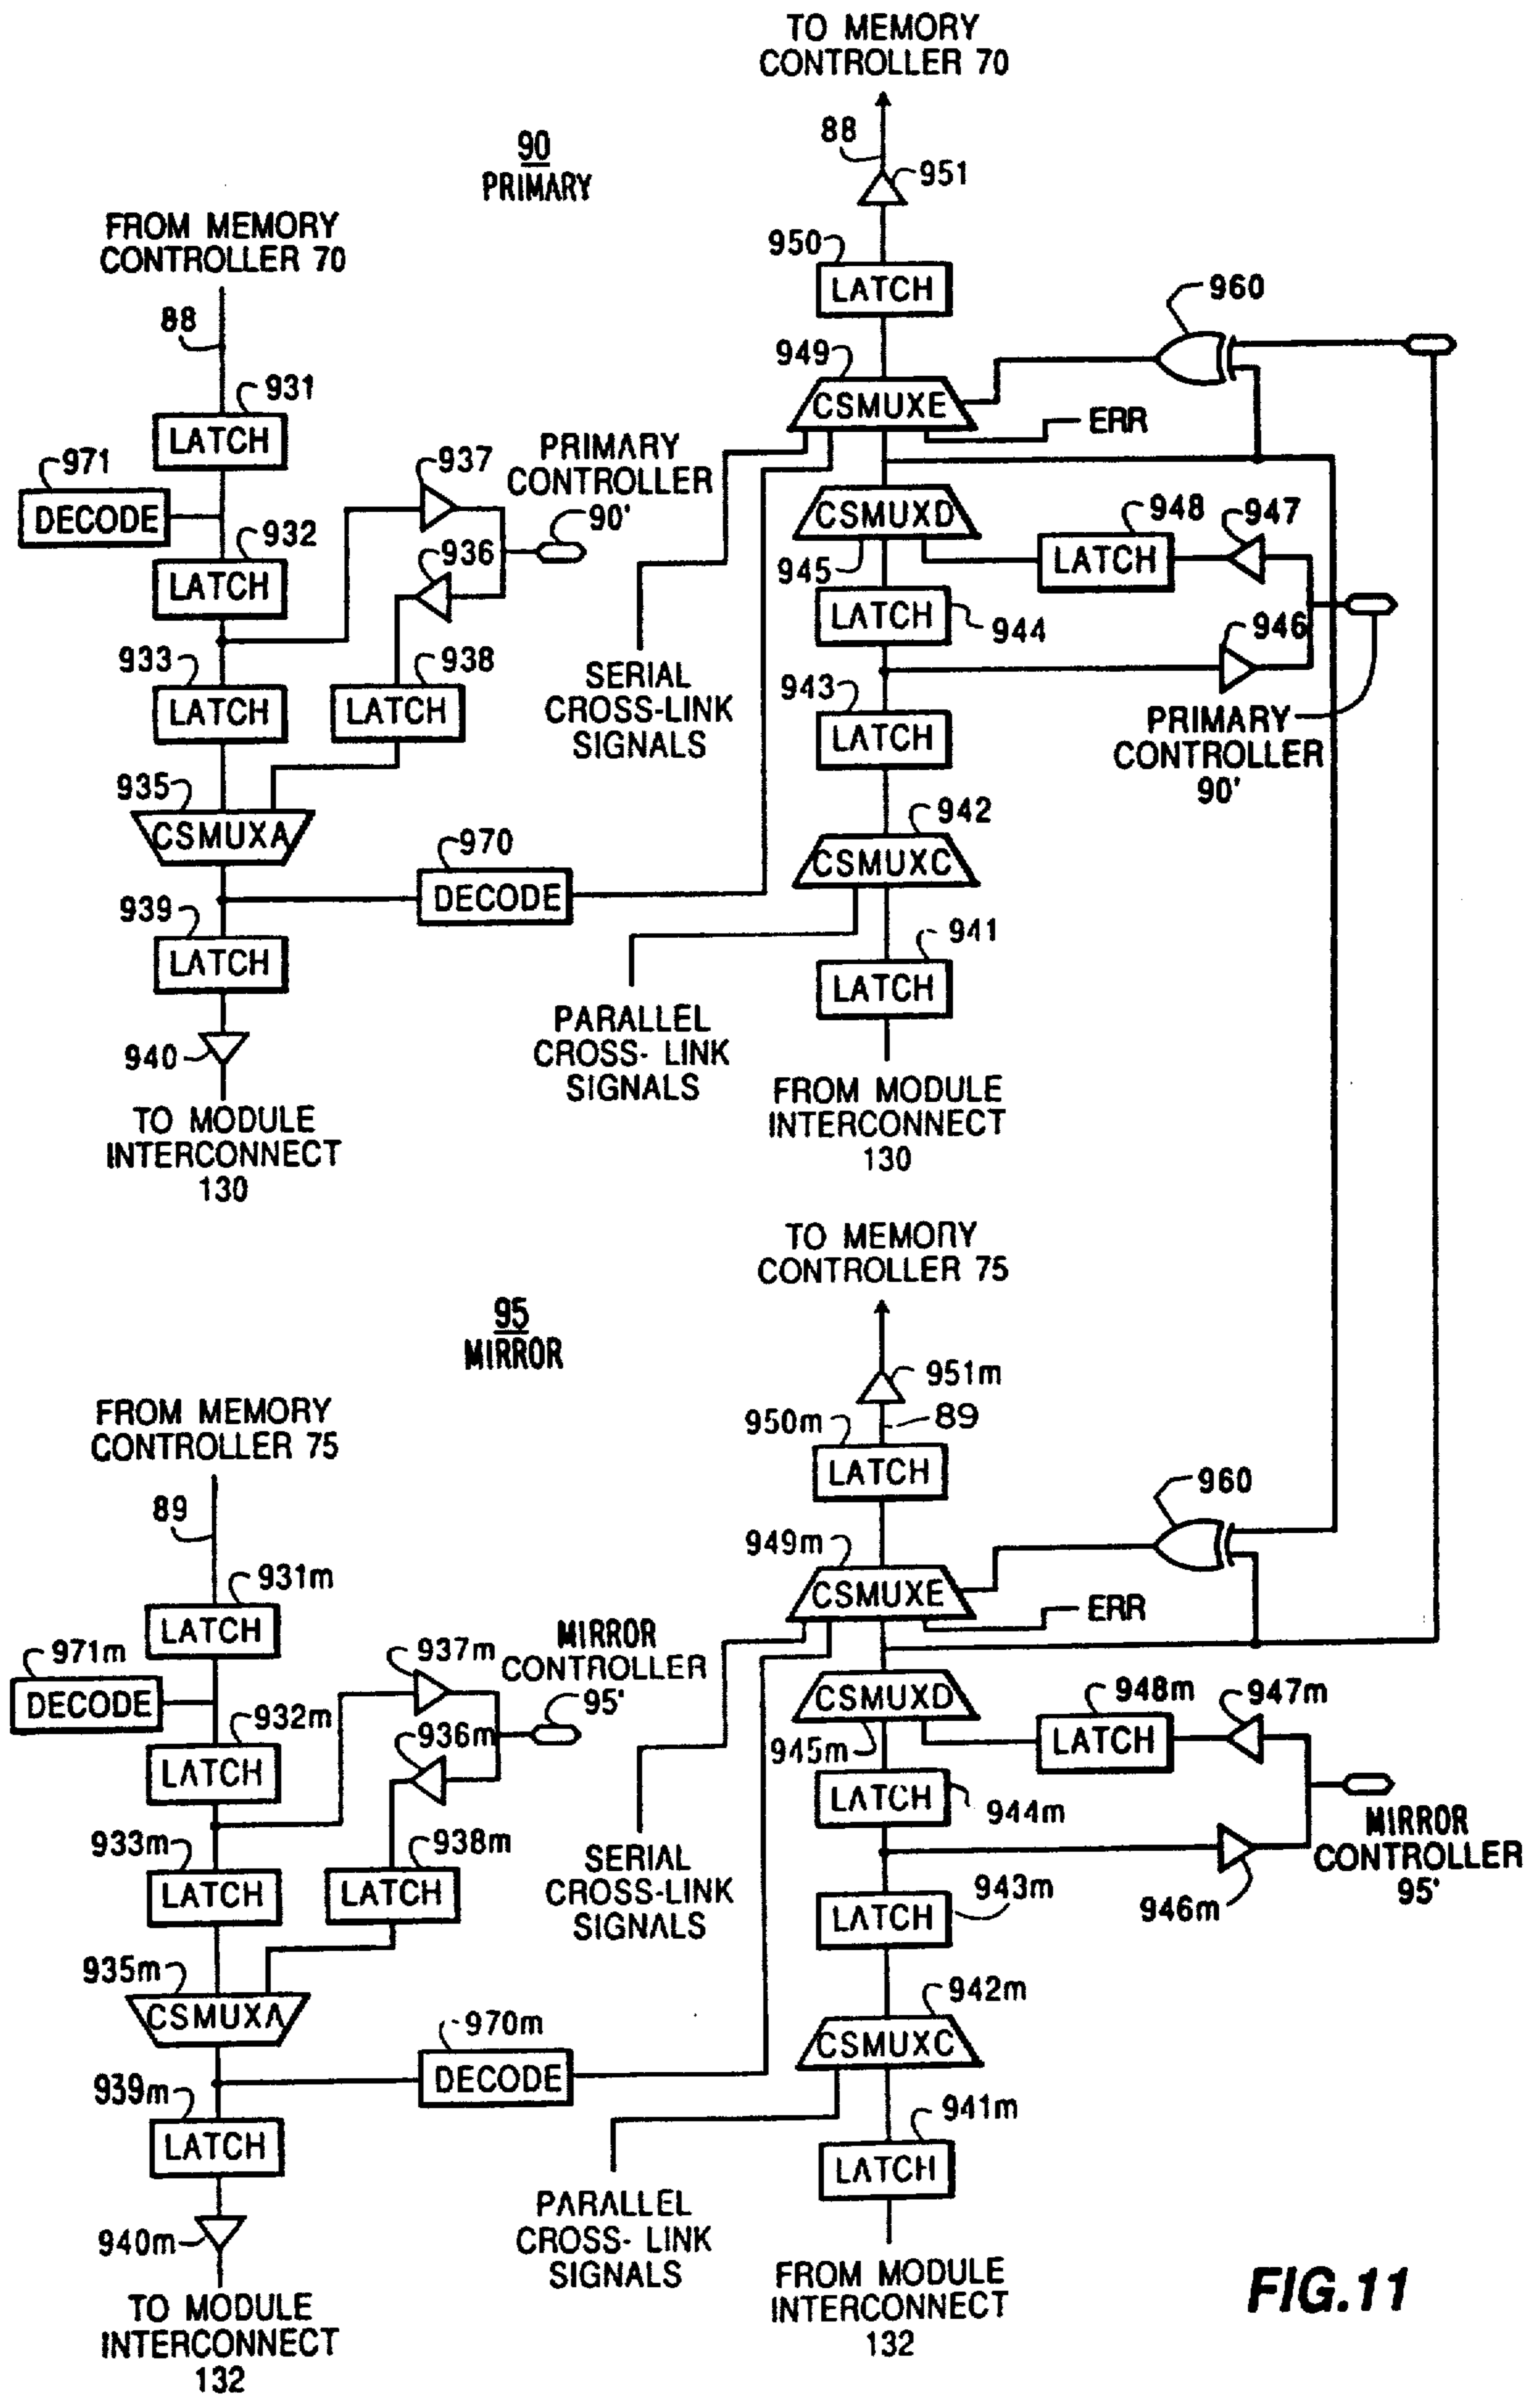 TO MEMORY
CONTROLLER 70
88
951
90
PRIMARY
FROM MEMORY
CONTROLLER 70
950
LATCH
960
88
949
931
CSMUXE
LATCH
ERR
971
937
PRIMARY
CONTROLLER
90'
DECODE
CSMUXD
948
947
932
936
945
LATCH
LATCH
LATCH
944
946
933
938
SERIAL
CROSS-LINK
SIGNALS
943
LATCH
LATCH
LATCH
PRIMARY
CONTROLLER
90'
935
CSMUXA
970
942
CSMUXC
DECODE
939
941
LATCH
LATCH
940
PARALLEL
CROSS- LINK
SIGNALS
TO MODULE
INTERCONNECT
130
FROM MODULE
INTERCONNECT
130
TO MEMORY
CONTROLLER 75
95
MIRROR
951m
FROM MEMORY
CONTROLLER 75
950m
89
LATCH
89
960
949m
931m
CSMUXE
LATCH
ERR
971m
937m
MIRROR
CONTROLLER
95'
DECODE
CSMUXD
948m
947m
932m
936m
945m
LATCH
LATCH
LATCH
944m
933m
938m
SERIAL
CROSS-LINK
SIGNALS
MIRROR
CONTROLLER
95'
LATCH
LATCH
943m
LATCH
946m
935m
CSMUXA
970m
942m
CSMUXC
DECODE
939m
941m
LATCH
LATCH
940m
PARALLEL
CROSS- LINK
SIGNALS
TO MODULE
INTERCONNECT
132
FROM MODULE
INTERCONNECT
132
FIG.11